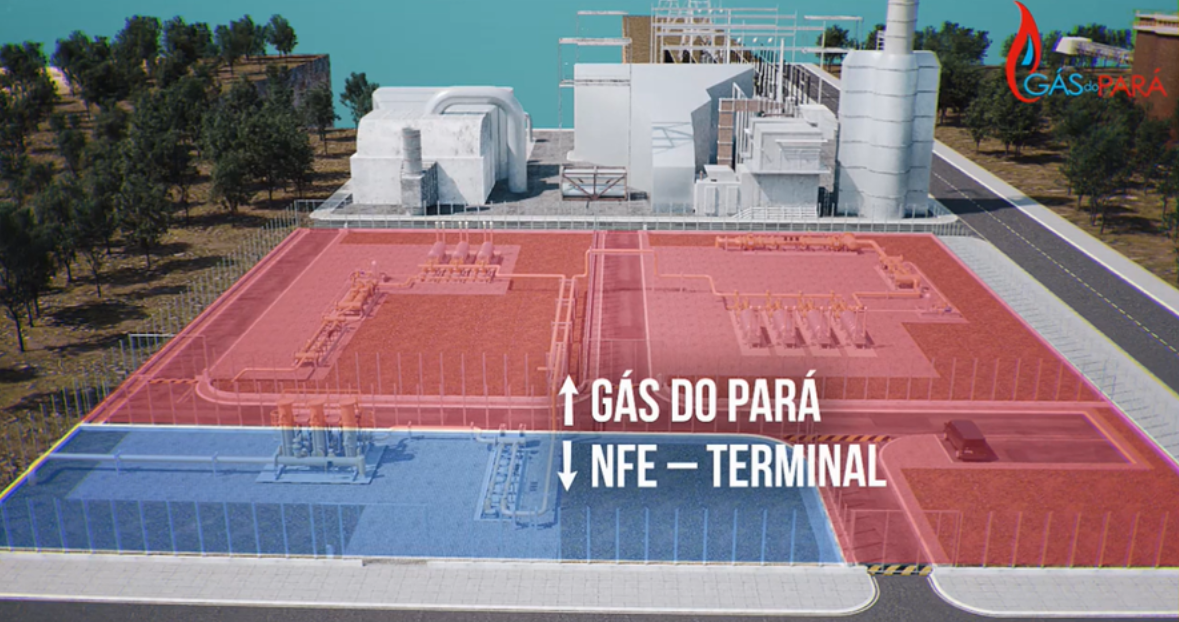 GÁS do PARÁ
↑ GÁS DO PARÁ
↓ NFE – TERMINAL